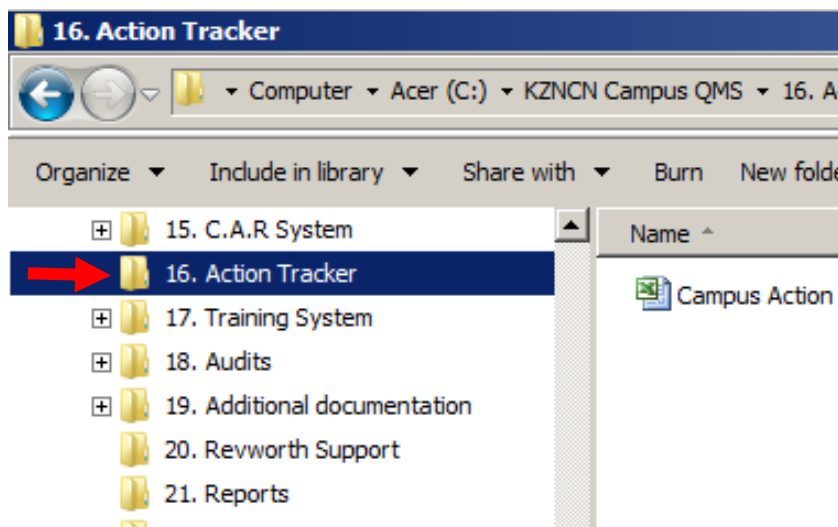 16. Action Tracker
Computer Acer (C:) KZNCN Campus QMS 16. A
Organize Include in library Share with Burn New folde
15. C.A.R System
16. Action Tracker
17. Training System
18. Audits
19. Additional documentation
20. Revworth Support
21. Reports
Name
Campus Action